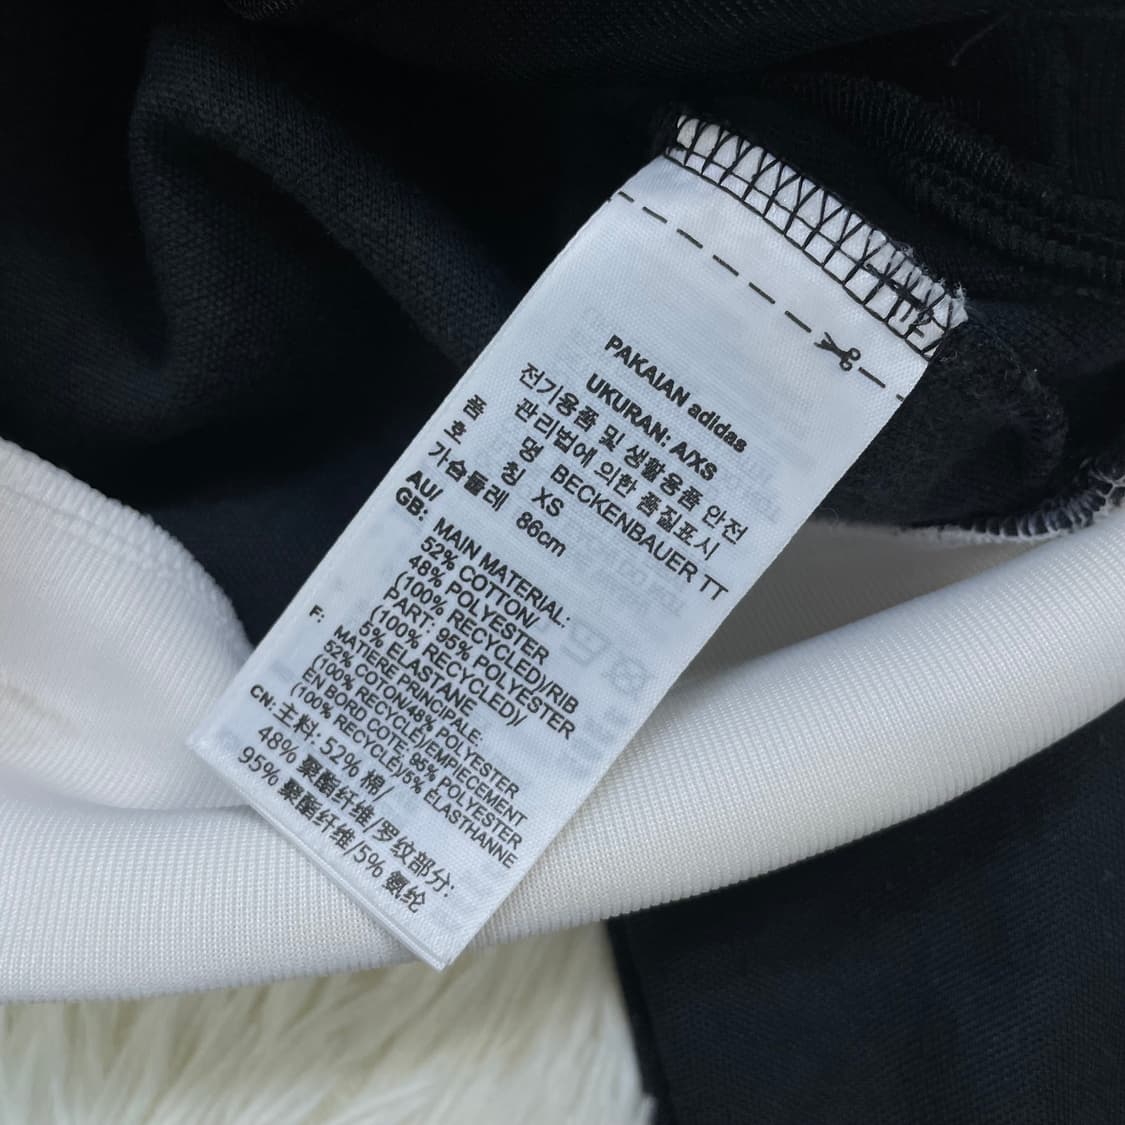 PAKAIAN adidas
UKURAN: A/XS
전기용품 및 생활용품 안전
관리법에 의한 품질표시
품 명 BECKENBAUER TT
호 칭 XS
가슴둘레 86cm
AU/
GB: MAIN MATERIAL:
52% COTTON/
48% POLYESTER
(100% RECYCLED)/RIB
PART: 95% POLYESTER
(100% RECYCLED)/
5% ELASTANE
F: MATIERE PRINCIPALE:
52% COTON/48% POLYESTER
(100% RECYCLE)/EMPIECEMENT
EN BORD COTE: 95% POLYESTER
(100% RECYCLE)/5% ELASTHANNE
CN: 主料: 52% 棉/
48% 聚酯纤维/罗纹部分:
95% 聚酯纤维/5% 氨纶